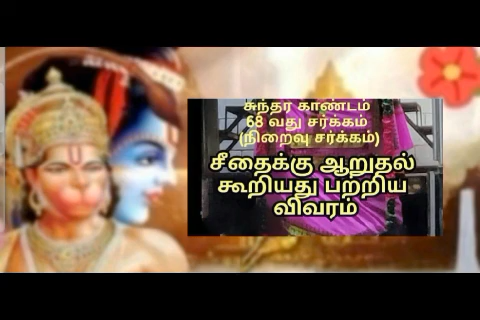 சுந்தர காண்டம்
68 வது சர்க்கம்
(நிறைவு சர்க்கம்)
சீதைக்கு ஆறுதல்
கூறியது பற்றிய
விவரம்